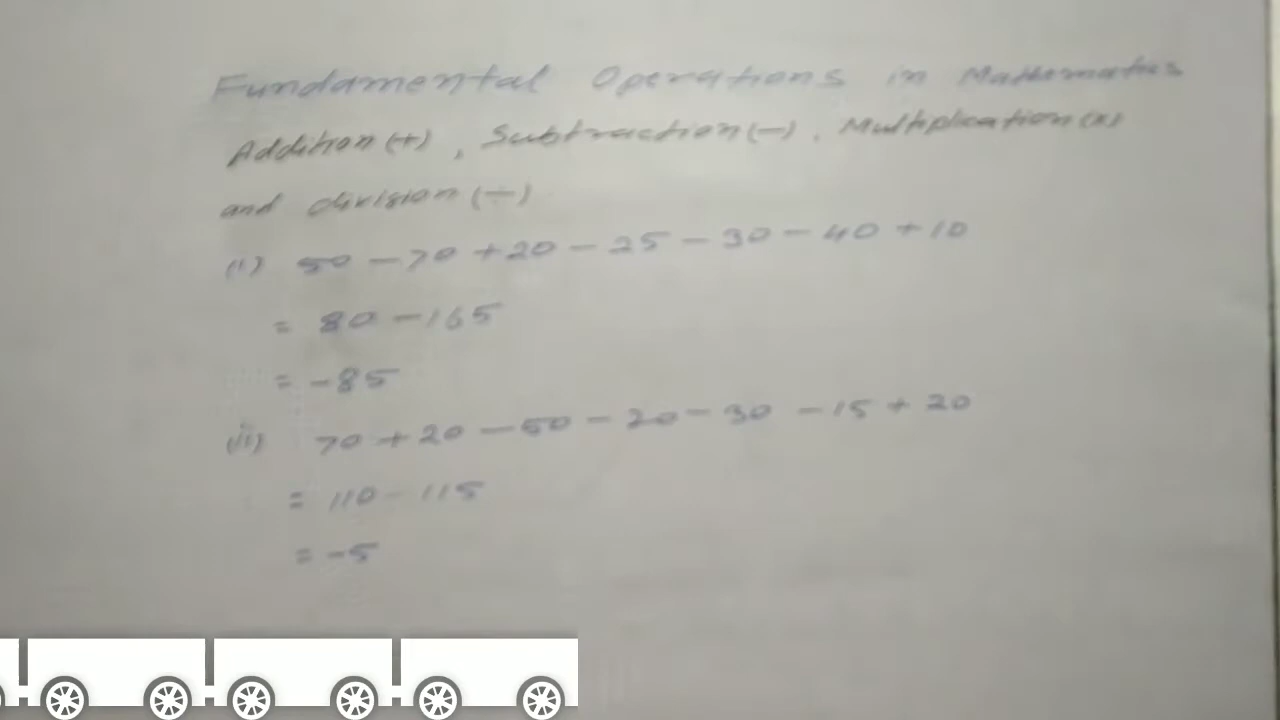 Fundamental Operations in Mathematics
Addition (+), Subtraction (−), Multiplication (x)
and division (÷)
(i) 50 − 70 + 20 − 25 − 30 − 40 + 10
= 80 − 165
= −85
(ii) 70 + 20 − 50 − 20 − 30 − 15 + 20
= 110 − 115
= −5